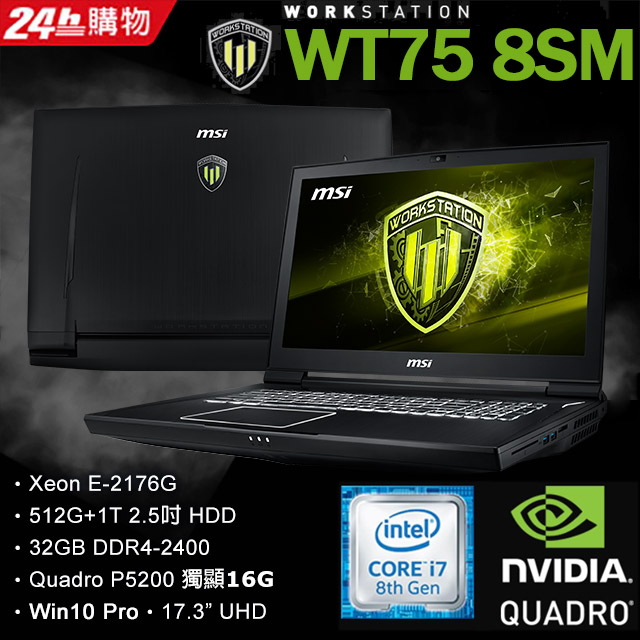 24h購物
WORKSTATION
WT75 8SM
WORKSTATION
msi
msi
WORKSTATION
msi
・Xeon E-2176G
・512G+1T 2.5吋 HDD
・32GB DDR4-2400
・Quadro P5200 獨顯16G
・Win10 Pro・17.3” UHD
intel
CORE i7
8th Gen
NVIDIA
QUADRO